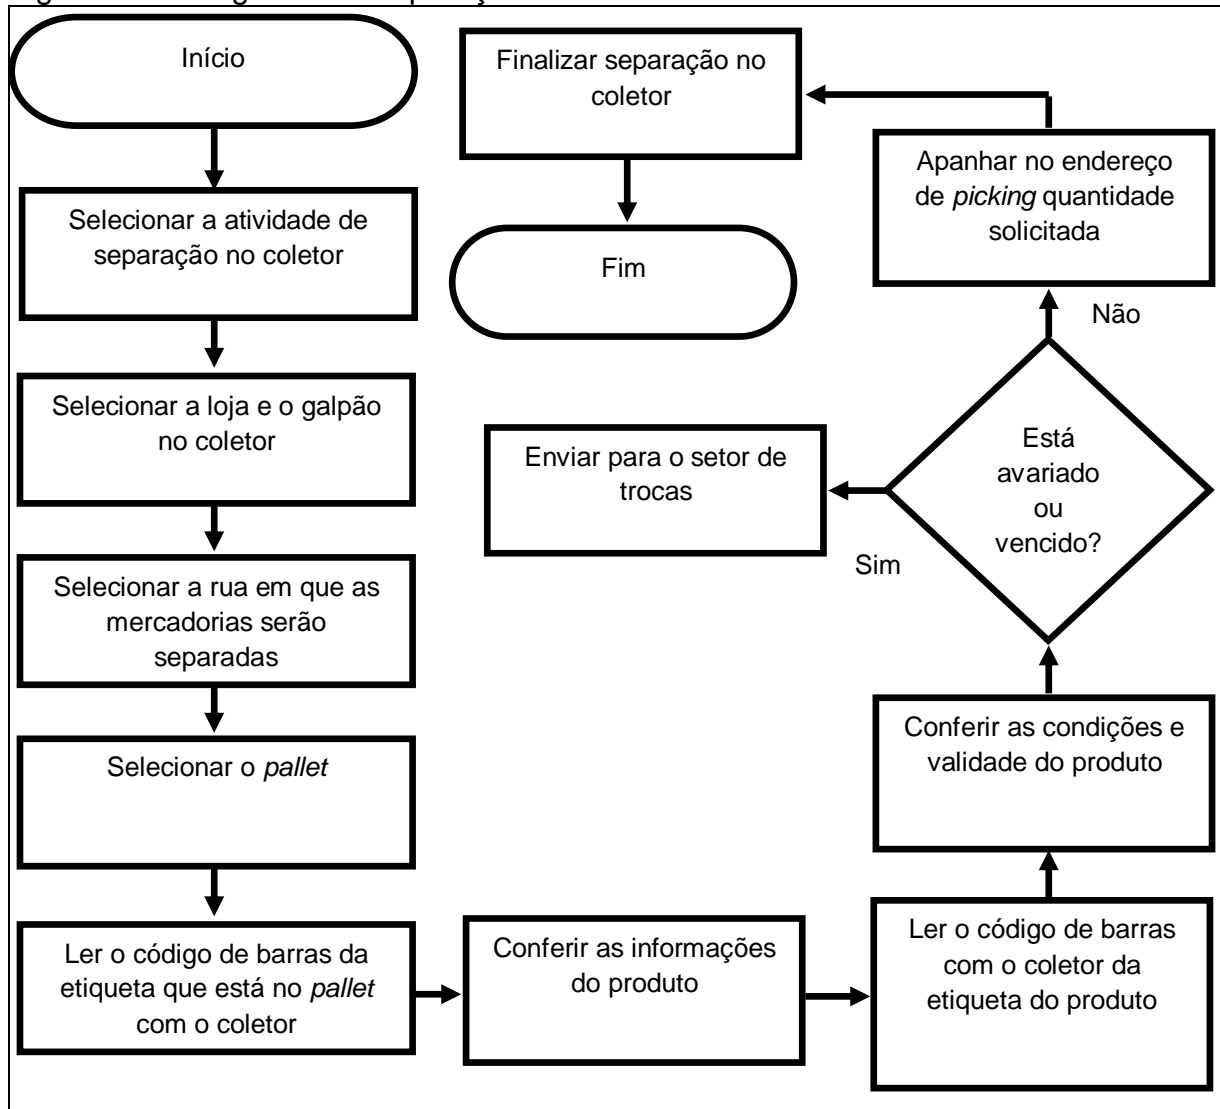 Início
Selecionar a atividade de
separação no coletor
Selecionar a loja e o galpão
no coletor
Selecionar a rua em que as
mercadorias serão
separadas
Selecionar o pallet
Ler o código de barras da
etiqueta que está no pallet
com o coletor
Conferir as informações
do produto
Ler o código de barras
com o coletor da
etiqueta do produto
Conferir as condições e
validade do produto
Está
avariado
ou
vencido?
Sim
Enviar para o setor de
trocas
Não
Apanhar no endereço
de picking quantidade
solicitada
Finalizar separação no
coletor
Fim